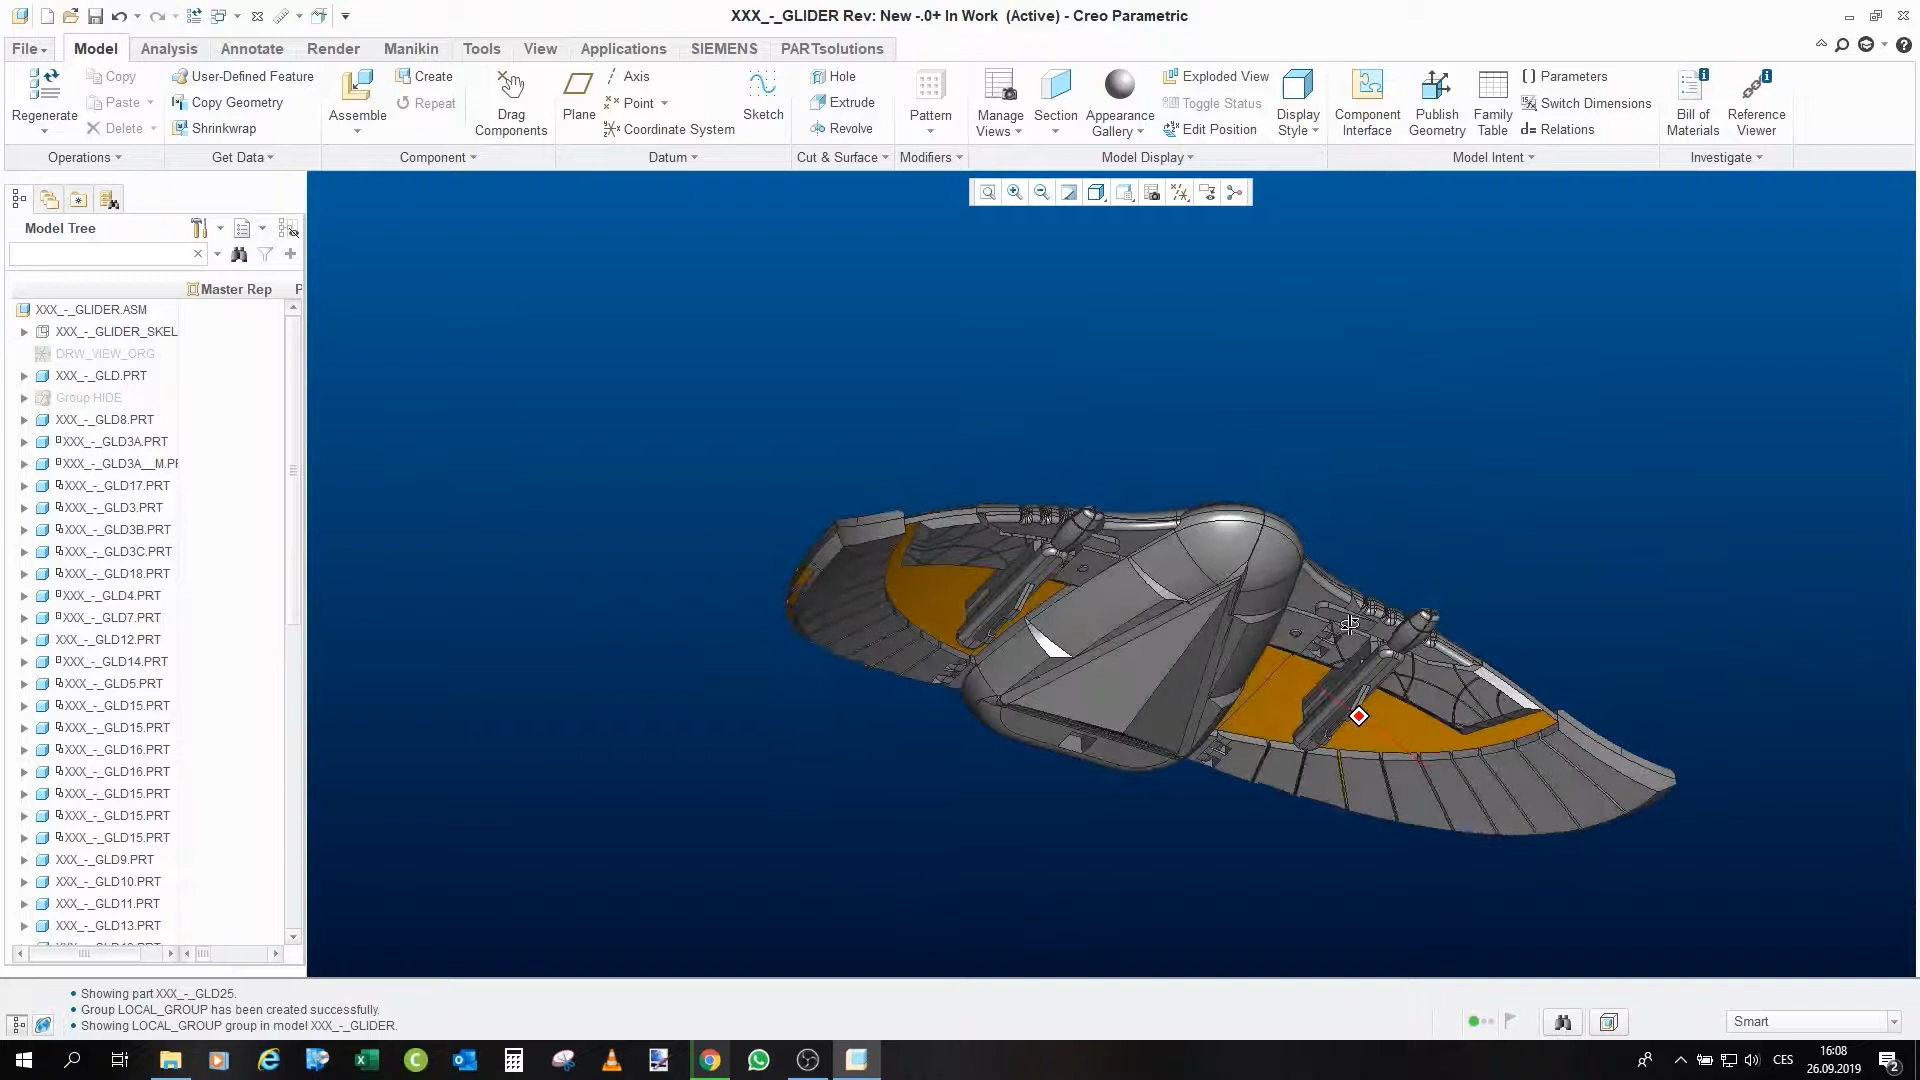 XXX_-_GLIDER Rev: New -.0+ In Work  (Active) - Creo Parametric
File Model Analysis Annotate Render Manikin Tools View Applications SIEMENS PARTsolutions
Regenerate
Copy
Paste
Delete
User-Defined Feature
Copy Geometry
Shrinkwrap
Assemble
Create
Repeat
Drag
Components
Plane
Axis
Point
Coordinate System
Sketch
Hole
Extrude
Revolve
Pattern
Manage
Views
Section
Appearance
Gallery
Exploded View
Toggle Status
Edit Position
Display
Style
Component
Interface
Publish
Geometry
Family
Table
Parameters
Switch Dimensions
d= Relations
Bill of
Materials
Reference
Viewer
Operations Get Data Component Datum Cut & Surface Modifiers Model Display Model Intent Investigate
Model Tree
Master Rep P
XXX_-_GLIDER.ASM
XXX_-_GLIDER_SKEL
DRW_VIEW_ORG
XXX_-_GLD.PRT
Group HIDE
XXX_-_GLD8.PRT
XXX_-_GLD3A.PRT
XXX_-_GLD3A__M.PF
XXX_-_GLD17.PRT
XXX_-_GLD3.PRT
XXX_-_GLD3B.PRT
XXX_-_GLD3C.PRT
XXX_-_GLD18.PRT
XXX_-_GLD4.PRT
XXX_-_GLD7.PRT
XXX_-_GLD12.PRT
XXX_-_GLD14.PRT
XXX_-_GLD5.PRT
XXX_-_GLD15.PRT
XXX_-_GLD15.PRT
XXX_-_GLD16.PRT
XXX_-_GLD16.PRT
XXX_-_GLD15.PRT
XXX_-_GLD15.PRT
XXX_-_GLD15.PRT
XXX_-_GLD9.PRT
XXX_-_GLD10.PRT
XXX_-_GLD11.PRT
XXX_-_GLD13.PRT
• Showing part XXX_-_GLD25.
• Group LOCAL_GROUP has been created successfully.
• Showing LOCAL_GROUP group in model XXX_-_GLIDER.
Smart
CES
16:08
26.09.2019
2